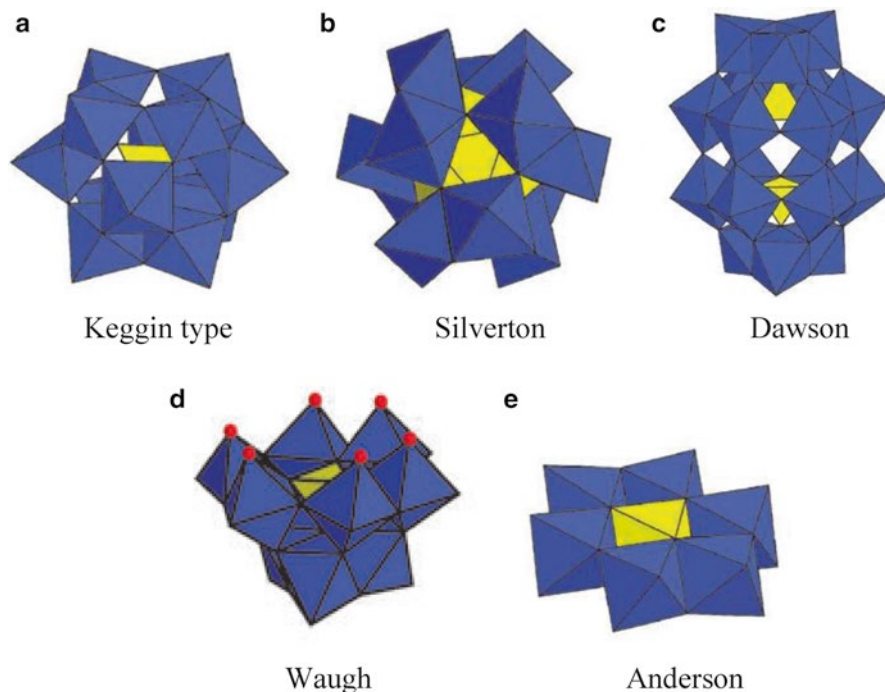 a
b
c
Keggin type
Silverton
Dawson
d
e
Waugh
Anderson